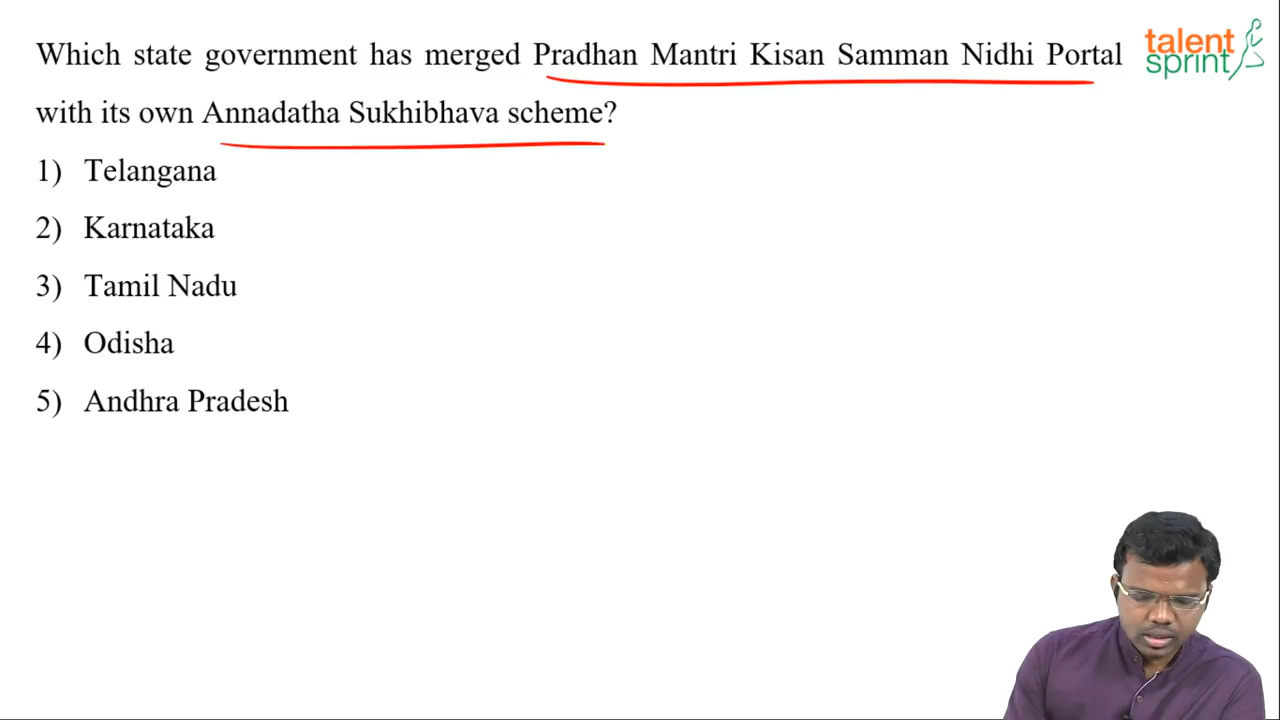 Which state government has merged Pradhan Mantri Kisan Samman Nidhi Portal
with its own Annadatha Sukhibhava scheme?
1) Telangana
2) Karnataka
3) Tamil Nadu
4) Odisha
5) Andhra Pradesh
talent
sprint